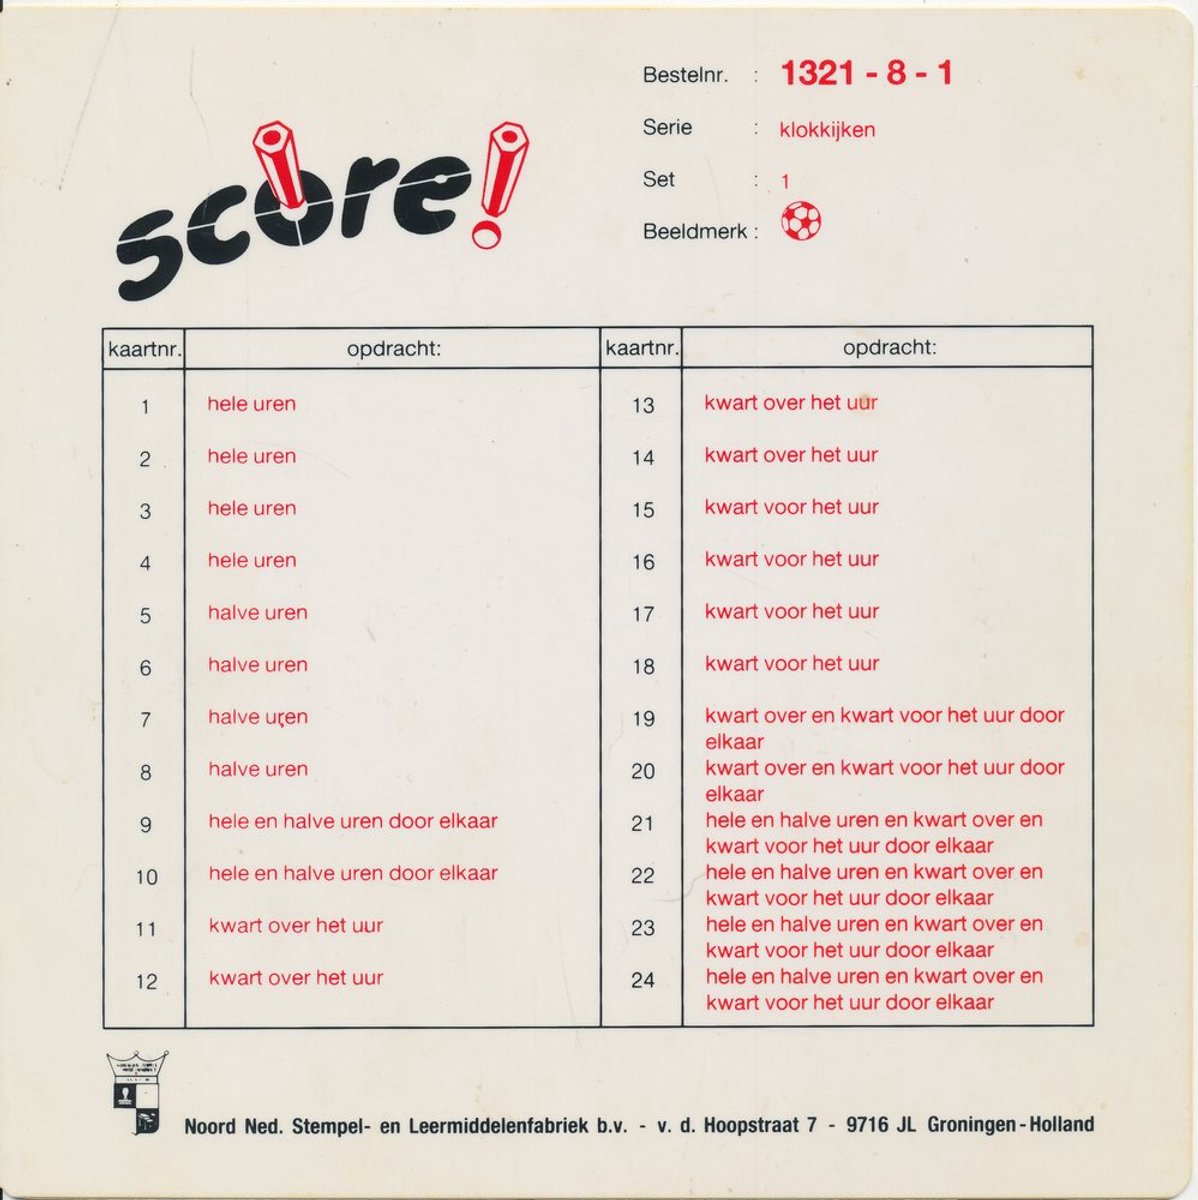 score!
Bestelnr. : 1321 - 8 - 1
Serie : klokkijken
Set : 1
Beeldmerk :
kaartnr. opdracht: kaartnr. opdracht:
1 hele uren
2 hele uren
3 hele uren
4 hele uren
5 halve uren
6 halve uren
7 halve uren
8 halve uren
9 hele en halve uren door elkaar
10 hele en halve uren door elkaar
11 kwart over het uur
12 kwart over het uur
13 kwart over het uur
14 kwart over het uur
15 kwart voor het uur
16 kwart voor het uur
17 kwart voor het uur
18 kwart voor het uur
19 kwart over en kwart voor het uur door
elkaar
20 kwart over en kwart voor het uur door
elkaar
21 hele en halve uren en kwart over en
kwart voor het uur door elkaar
22 hele en halve uren en kwart over en
kwart voor het uur door elkaar
23 hele en halve uren en kwart over en
kwart voor het uur door elkaar
24 hele en halve uren en kwart over en
kwart voor het uur door elkaar
Noord Ned. Stempel- en Leermiddelenfabriek b.v. - v. d. Hoopstraat 7 - 9716 JL Groningen - Holland